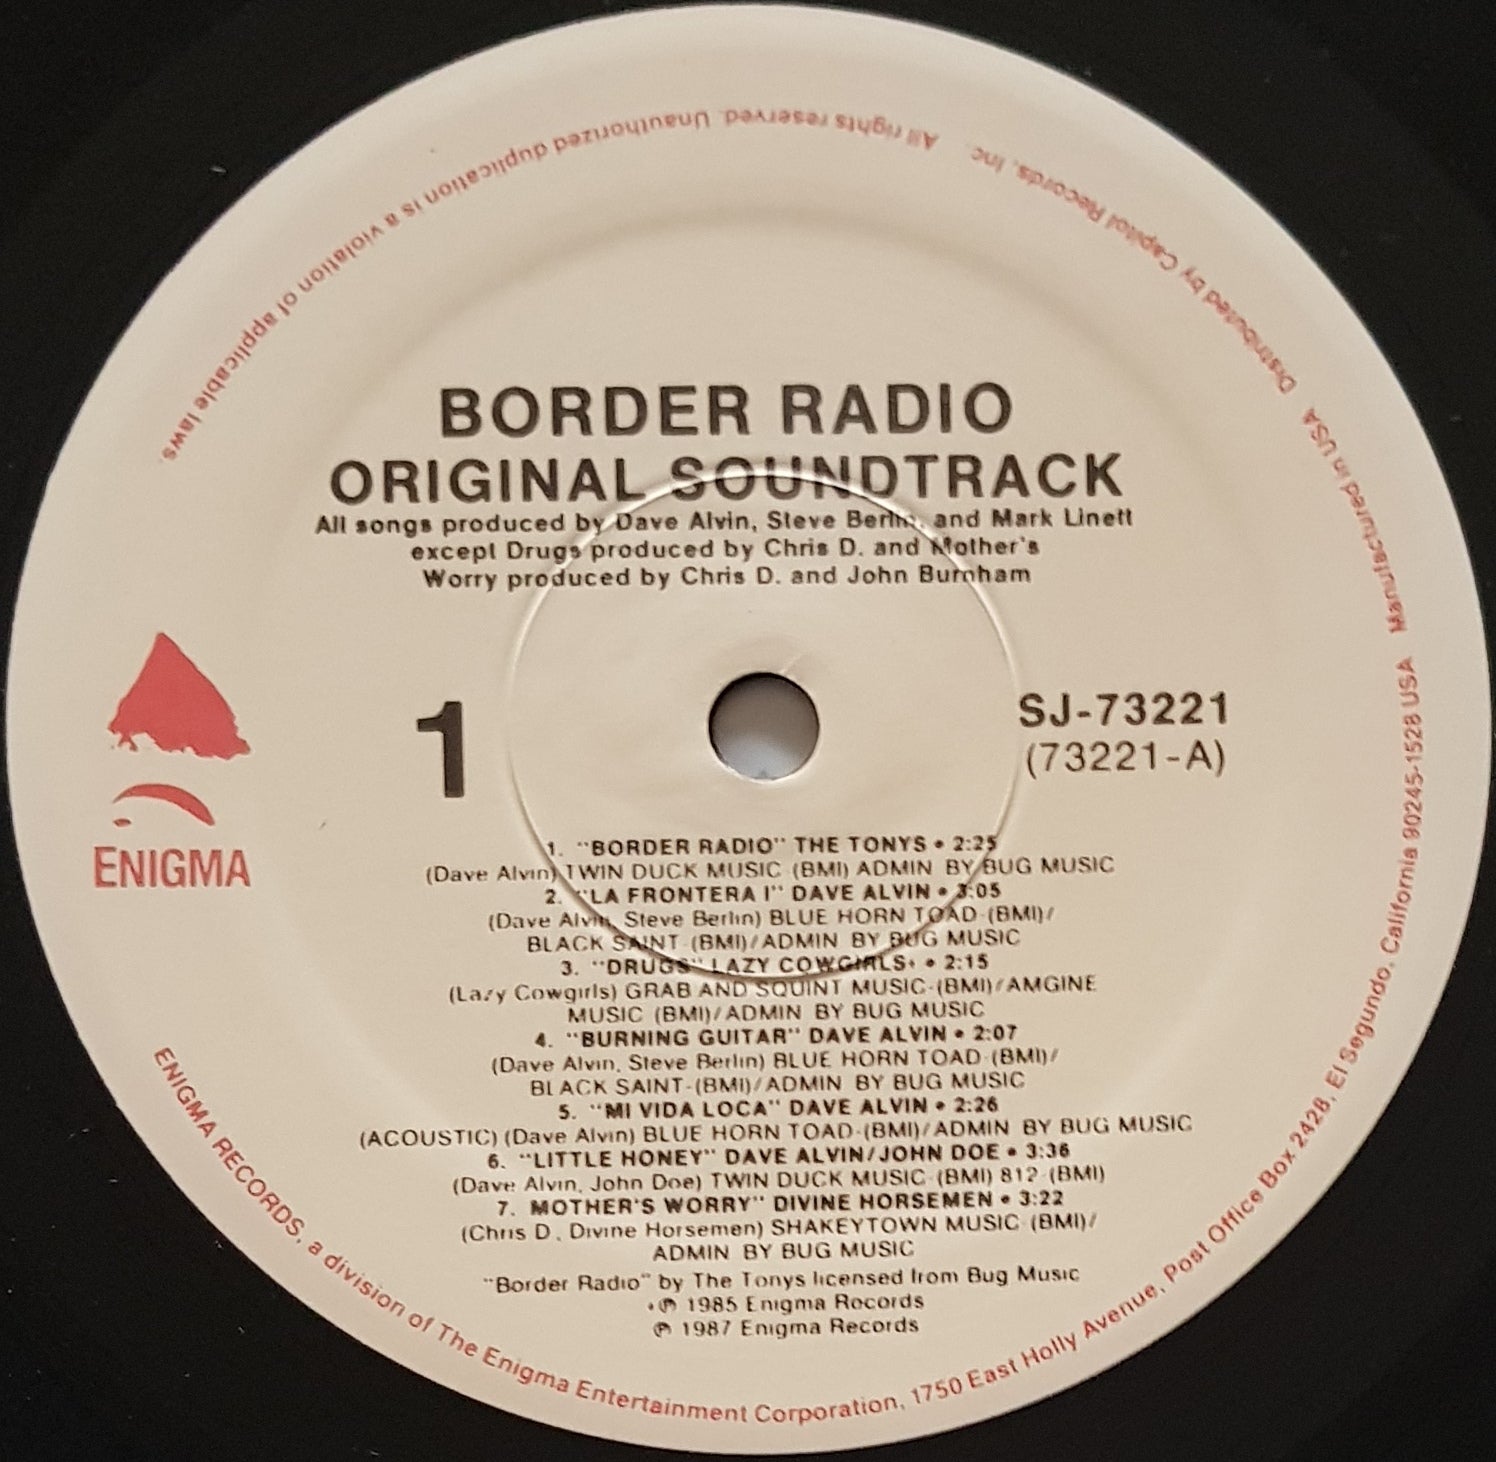 BORDER RADIO
ORIGINAL SOUNDTRACK
All songs produced by Dave Alvin, Steve Berlin, and Mark Linett
except Drugs produced by Chris D. and Mother's
Worry produced by Chris D. and John Burnham
ENIGMA
1
SJ-73221
(73221-A)
1. "BORDER RADIO" THE TONYS • 2:25
(Dave Alvin) TWIN DUCK MUSIC (BMI) ADMIN BY BUG MUSIC
2. "LA FRONTERA I" DAVE ALVIN • 3:05
(Dave Alvin, Steve Berlin) BLUE HORN TOAD-(BMI)/
BLACK SAINT-(BMI)/ADMIN BY BUG MUSIC
3. "DRUGS" LAZY COWGIRLS• • 2:15
(Lazy Cowgirls) GRAB AND SQUINT MUSIC-(BMI)/AMGINE
MUSIC (BMI)/ADMIN BY BUG MUSIC
4. "BURNING GUITAR" DAVE ALVIN • 2:07
(Dave Alvin, Steve Berlin) BLUE HORN TOAD-(BMI)/
BLACK SAINT-(BMI)/ADMIN BY BUG MUSIC
5. "MI VIDA LOCA" DAVE ALVIN • 2:26
(ACOUSTIC) (Dave Alvin) BLUE HORN TOAD-(BMI)/ADMIN BY BUG MUSIC
6. "LITTLE HONEY" DAVE ALVIN/JOHN DOE • 3:36
(Dave Alvin, John Doe) TWIN DUCK MUSIC-(BMI) 812-(BMI)
7. MOTHER'S WORRY" DIVINE HORSEMEN • 3:22
(Chris D., Divine Horsemen) SHAKEYTOWN MUSIC-(BMI)/
ADMIN BY BUG MUSIC
"Border Radio" by The Tonys licensed from Bug Music
•℗ 1985 Enigma Records
℗ 1987 Enigma Records
ENIGMA RECORDS, a division of The Enigma Entertainment Corporation, 1750 East Holly Avenue, Post Office Box 2428, El Segundo, California 90245-1528 USA Manufactured in USA Distributed by Capitol Records, Inc. All rights reserved. Unauthorized duplication is a violation of applicable laws.